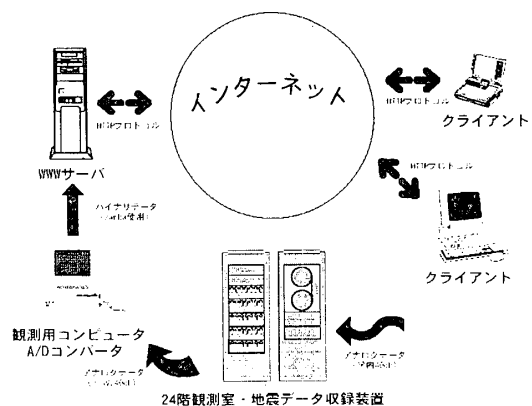 インターネット
HTTPプロトコル
HTTPプロトコル
クライアント
WWWサーバ
HTTPプロトコル
バイナリデータ
クライアント
観測用コンピュータ
A/Dコンバータ
アナログデータ
アナログデータ
24階観測室・地震データ収録装置